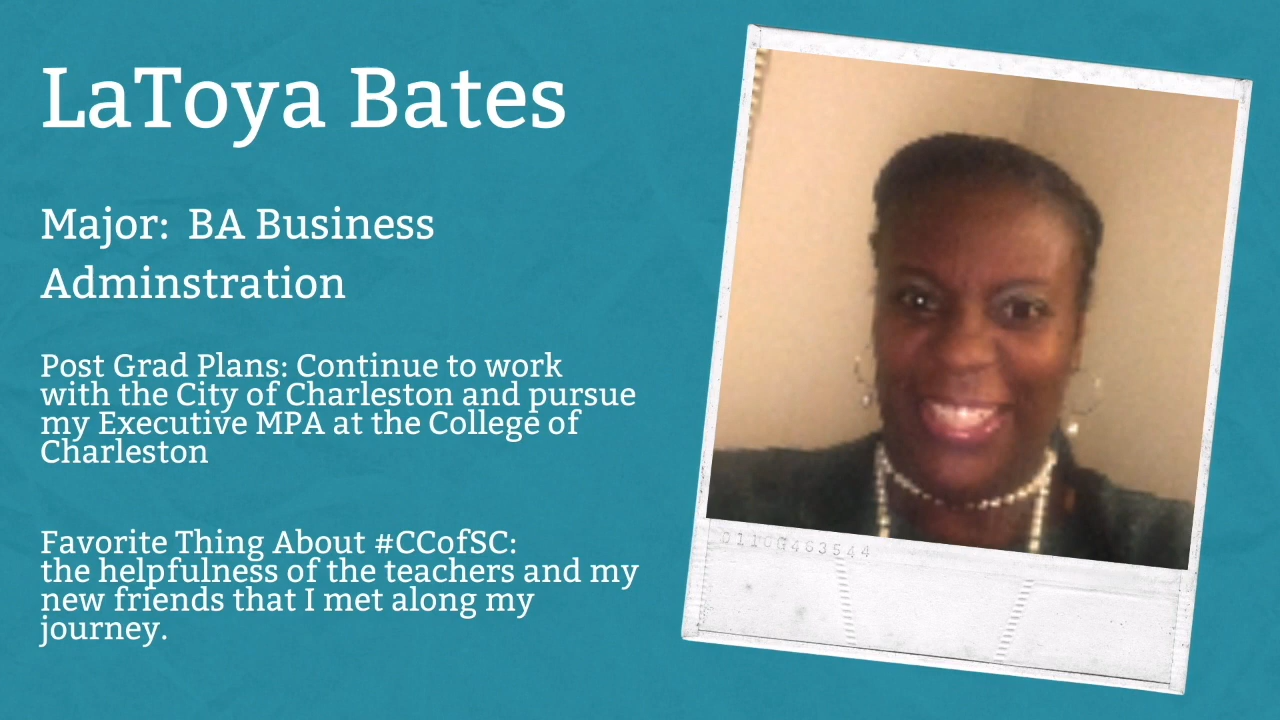 LaToya Bates
Major: BA Business
Adminstration
Post Grad Plans: Continue to work
with the City of Charleston and pursue
my Executive MPA at the College of
Charleston
Favorite Thing About #CCofSC:
the helpfulness of the teachers and my
new friends that I met along my
journey.